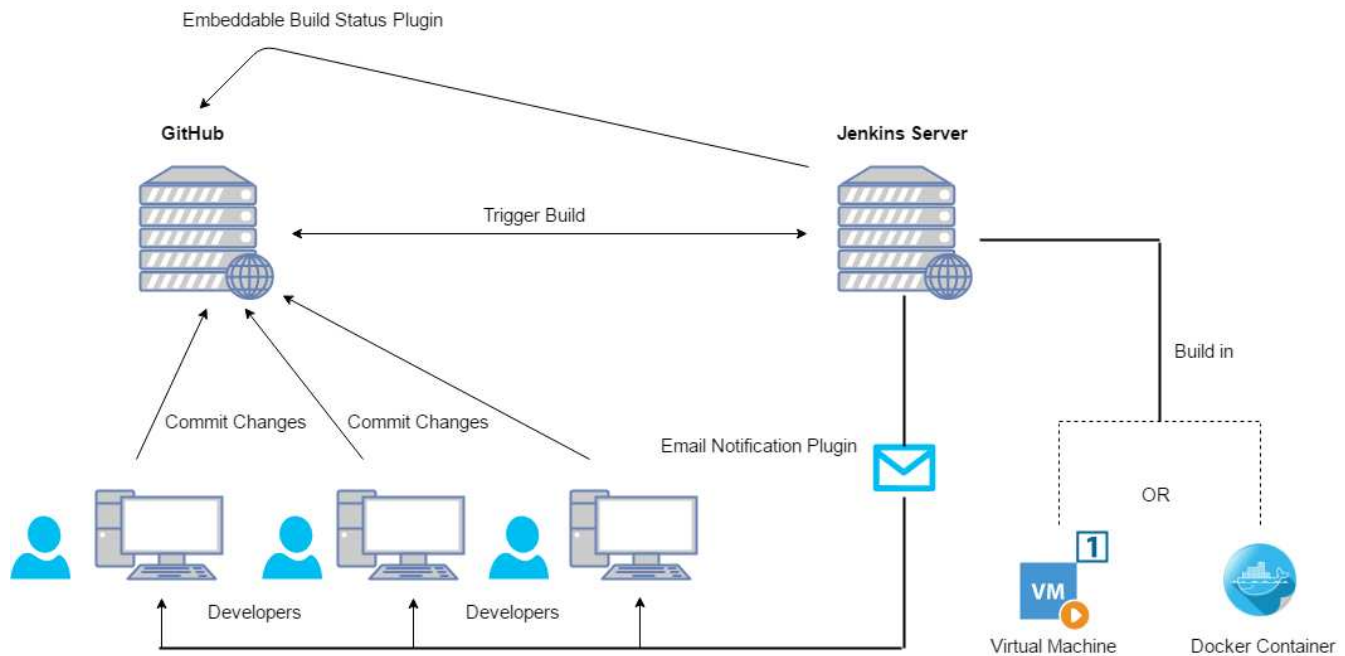 Embeddable Build Status Plugin
GitHub
Jenkins Server
Trigger Build
Build in
Commit Changes
Commit Changes
Email Notification Plugin
OR
1
VM
Developers
Developers
Virtual Machine
Docker Container